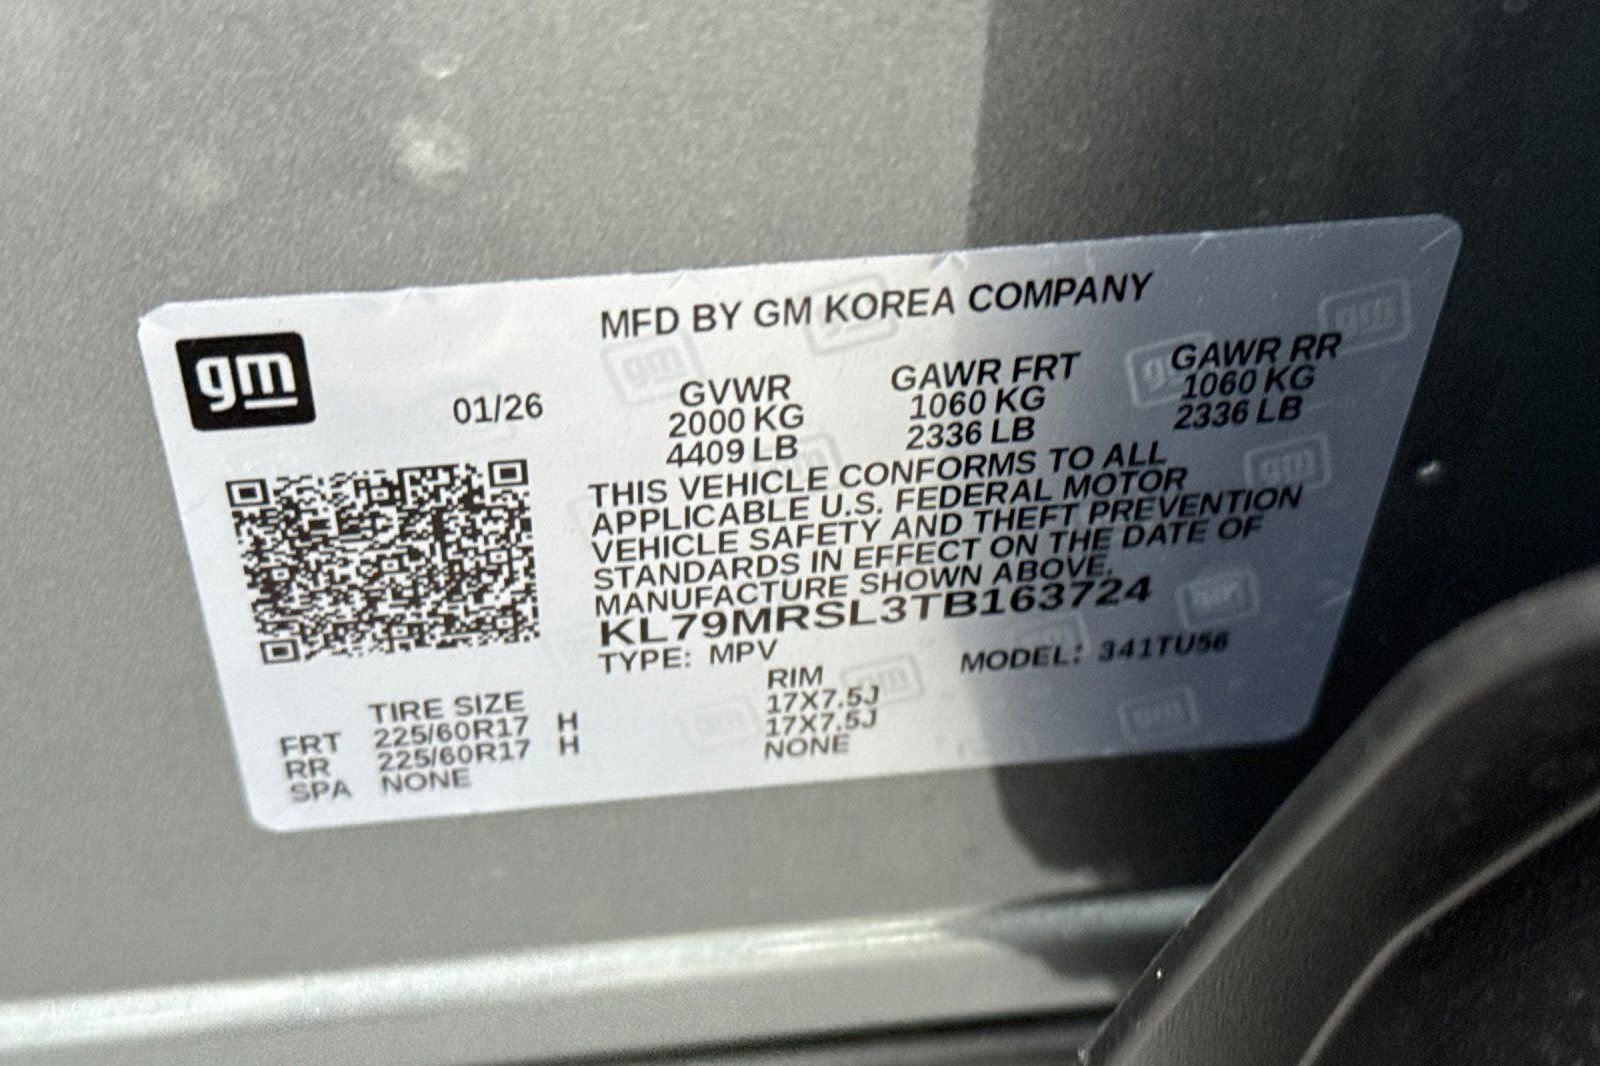 gm
MFD BY GM KOREA COMPANY
01/26
GVWR GAWR FRT GAWR RR
2000 KG 1060 KG 1060 KG
4409 LB 2336 LB 2336 LB
THIS VEHICLE CONFORMS TO ALL
APPLICABLE U.S. FEDERAL MOTOR
VEHICLE SAFETY AND THEFT PREVENTION
STANDARDS IN EFFECT ON THE DATE OF
MANUFACTURE SHOWN ABOVE.
KL79MRSL3TB163724
TYPE: MPV MODEL: 341TU56
TIRE SIZE RIM
FRT 225/60R17 H 17X7.5J
RR 225/60R17 H 17X7.5J
SPA NONE NONE